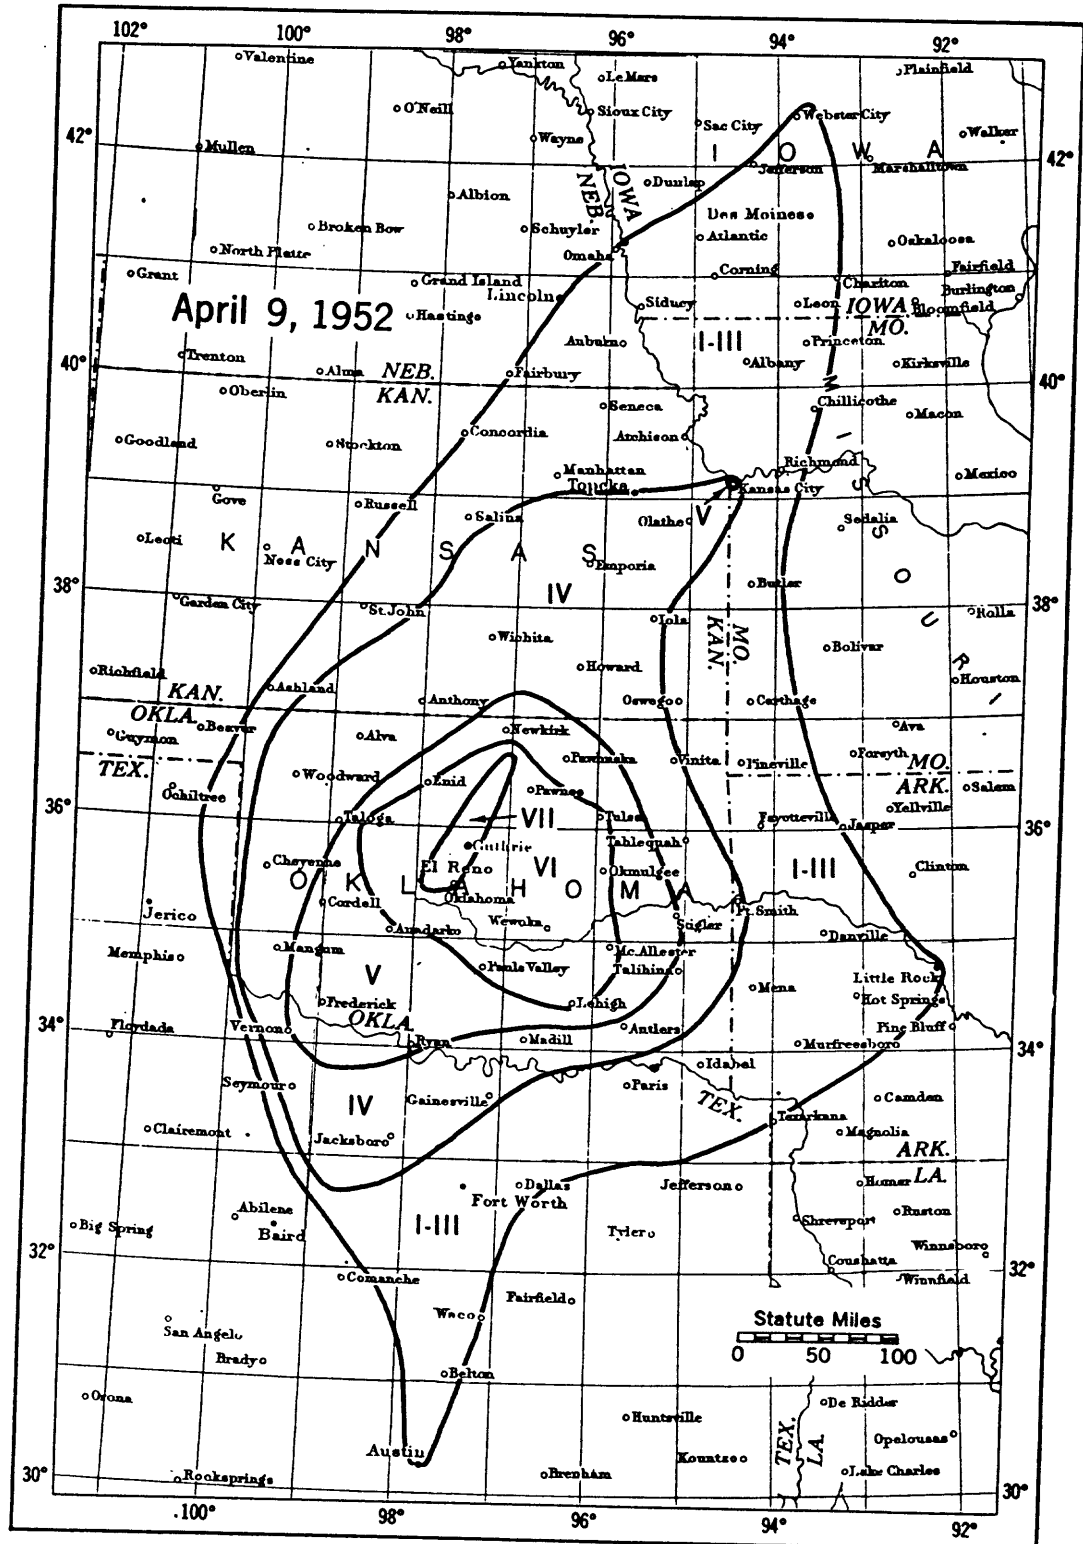 102° 100° 98° 96° 94° 92°
Valentine Yankton Plainfield
LeMars
O'Neill Sioux City Webster City
Sac City
42° Wayne Walker 42°
Mullen I O W A
Jefferson Marshalltown
IOWA
NEB. Dunlap
Albion
Des Moines
Broken Bow Schuyler Atlantic Oskaloosa
North Platte Omaha
Grant Corning Fairfield
Grand Island Chariton Burlington
Lincoln
April 9, 1952 Leon IOWA Bloomfield
Hastings MO.
I-III Princeton
Trenton Albany Kirksville
40° Alma NEB. Fairbury 40°
Oberlin KAN.
Seneca Chillicothe Macon
Concordia Atchison
Goodland Stockton
Manhattan Richmond Mexico
Topeka Kansas City
Gove Russell
Salina Olathe V Sedalia
Leoti K A N S A S M I S S O U R I
Ness City Emporia
38° IV Butler 38°
Garden City St. John Rolla
Iola
Wichita MO.
KAN. Bolivar
Richfield Howard Houston
KAN. Ashland Anthony Oswego Carthage
OKLA. Beaver Newkirk Ava
Guymon Alva
TEX. Pawhuska Vinita Pineville Forsyth MO.
Woodward Enid ARK. Salem
Ochiltree Pawnee Yellville
36° Taloga VII Tulsa Fayetteville Jasper 36°
Guthrie Tahlequah
Cheyenne El Reno VI Okmulgee I-III Clinton
O K L A H O M A
Cordell Oklahoma Ft. Smith
Jerico Wewoka
Anadarko Danville
Mangum McAlester
Memphis Pauls Valley Talihina Little Rock
V Mena
Frederick Lehigh Hot Springs
34° OKLA. Pine Bluff
Floydada Vernon Antlers 34°
Ryan Madill Murfreesboro
Idabel
Seymour Paris
Gainesville TEX. Camden
IV Texarkana
Clairemont Jacksboro Magnolia
ARK.
Dallas Jefferson Homer LA.
Fort Worth
Abilene I-III Shreveport Ruston
Big Spring Baird Tyler
Winnsboro
32° Coushatta 32°
Comanche Winnfield
Fairfield
Waco Statute Miles
San Angelo 0 50 100
Brady
Belton
De Ridder
Huntsville
TEX.
LA. Opelousas
Austin Kountze
30° Rocksprings Brenham Lake Charles 30°
100° 98° 96° 94° 92°